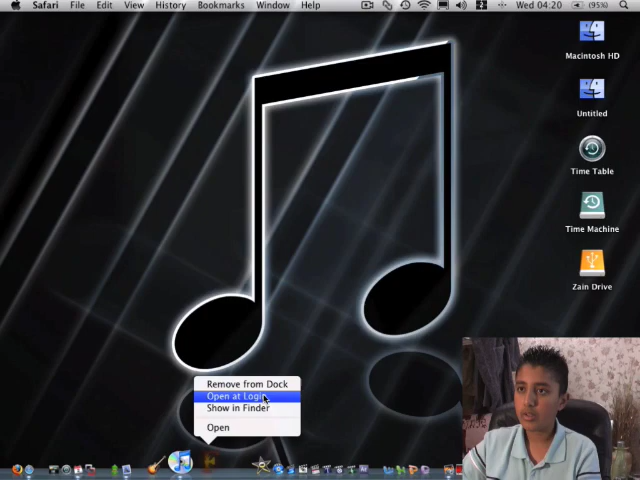 Safari File Edit View History Bookmarks Window Help Wed 04:20 (95%)
Macintosh HD
Untitled
Time Table
Time Machine
Zain Drive
Remove from Dock
Open at Login
Show in Finder
Open